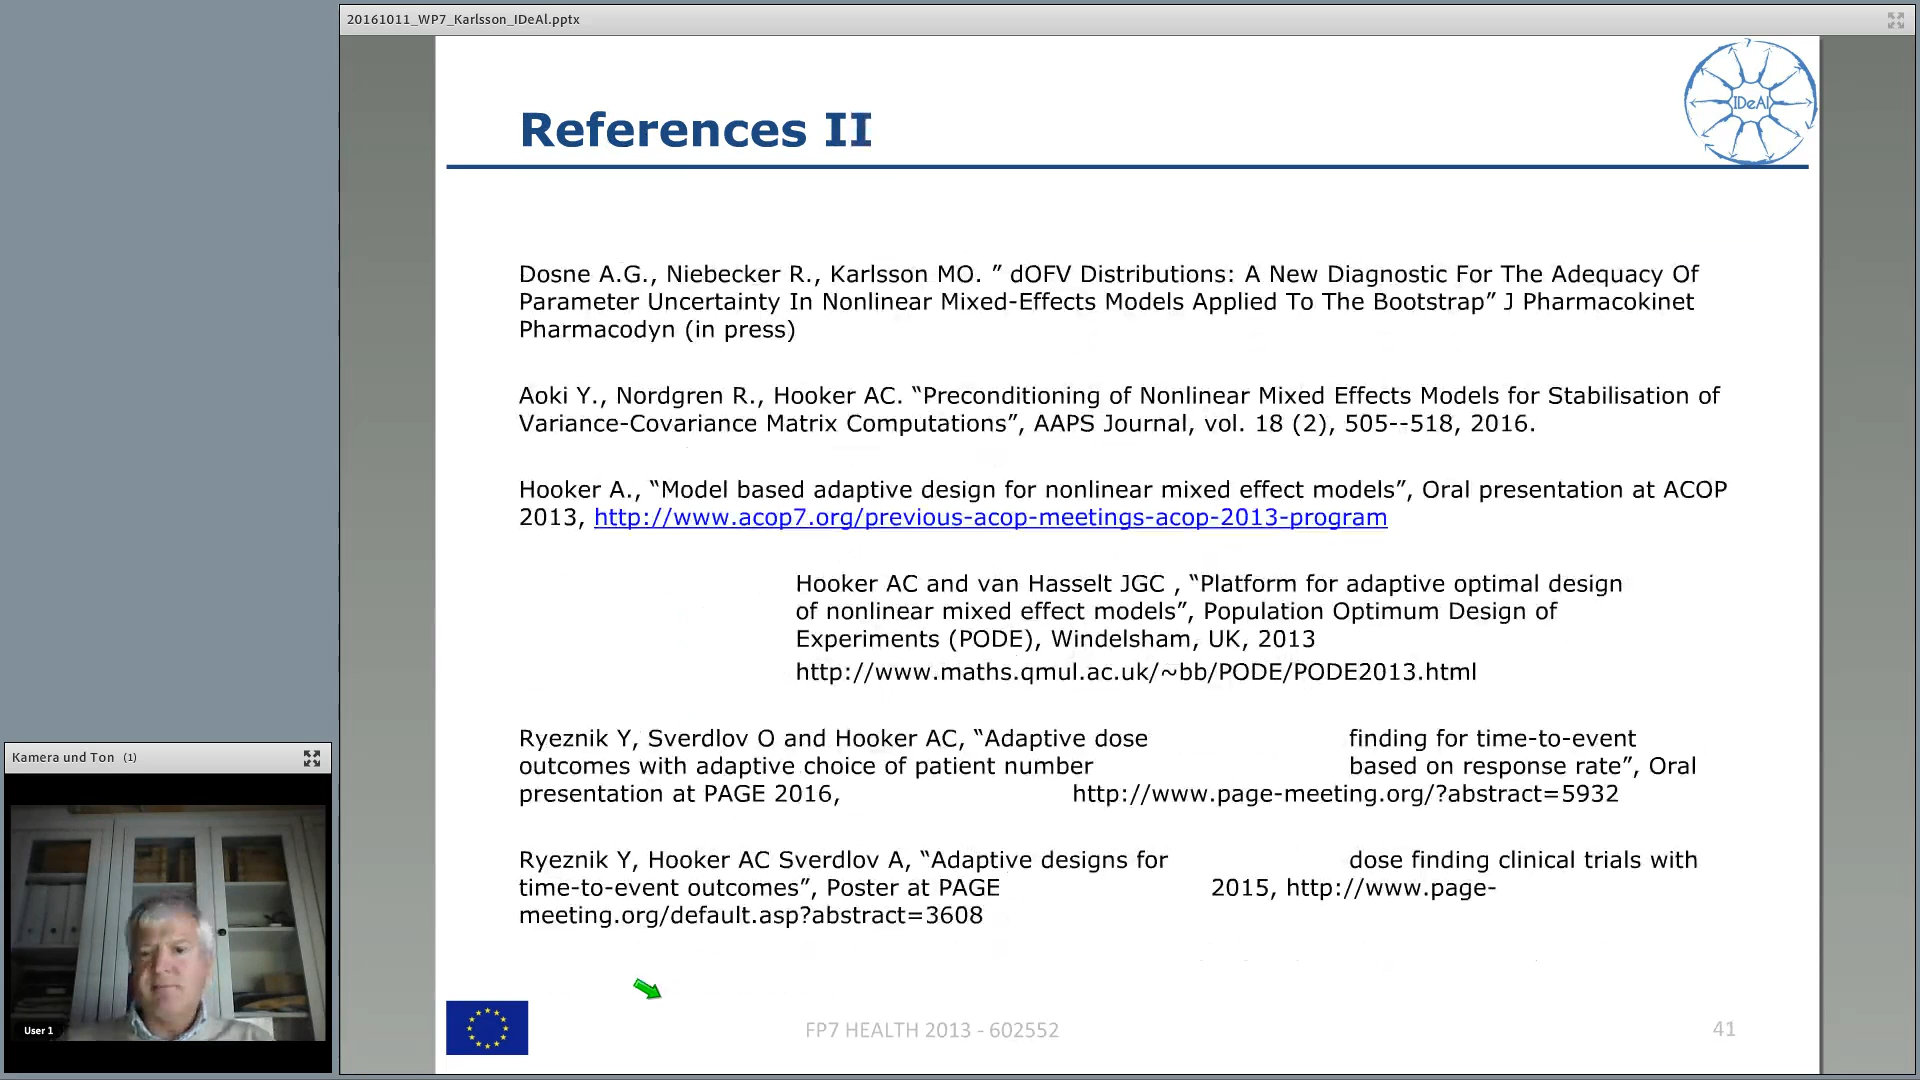 20161011_WP7_Karlsson_IDeAl.pptx
IDeAl
References II
Dosne A.G., Niebecker R., Karlsson MO. ” dOFV Distributions: A New Diagnostic For The Adequacy Of
Parameter Uncertainty In Nonlinear Mixed-Effects Models Applied To The Bootstrap” J Pharmacokinet
Pharmacodyn (in press)
Aoki Y., Nordgren R., Hooker AC. “Preconditioning of Nonlinear Mixed Effects Models for Stabilisation of
Variance-Covariance Matrix Computations”, AAPS Journal, vol. 18 (2), 505--518, 2016.
Hooker A., “Model based adaptive design for nonlinear mixed effect models”, Oral presentation at ACOP
2013, http://www.acop7.org/previous-acop-meetings-acop-2013-program
Hooker AC and van Hasselt JGC , “Platform for adaptive optimal design
of nonlinear mixed effect models”, Population Optimum Design of
Experiments (PODE), Windelsham, UK, 2013
http://www.maths.qmul.ac.uk/~bb/PODE/PODE2013.html
Ryeznik Y, Sverdlov O and Hooker AC, “Adaptive dose finding for time-to-event
outcomes with adaptive choice of patient number based on response rate”, Oral
presentation at PAGE 2016, http://www.page-meeting.org/?abstract=5932
Ryeznik Y, Hooker AC Sverdlov A, “Adaptive designs for dose finding clinical trials with
time-to-event outcomes”, Poster at PAGE 2015, http://www.page-
meeting.org/default.asp?abstract=3608
FP7 HEALTH 2013 - 602552
41
Kamera und Ton (1)
User 1